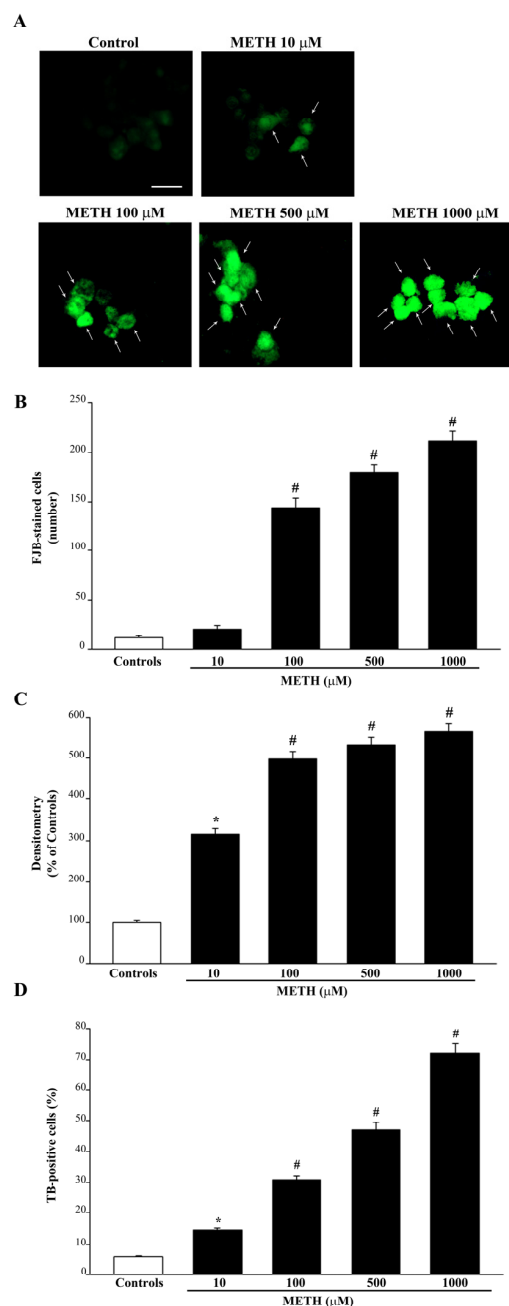 A
Control
METH 10 µM
METH 100 µM
METH 500 µM
METH 1000 µM
B
FJB-stained cells
(number)
250
200
150
100
50
0
#
#
#
Controls
10
100
500
1000
METH (µM)
C
Densitometry
(% of Controls)
600
500
400
300
200
100
0
*
#
#
#
Controls
10
100
500
1000
METH (µM)
D
TB-positive cells (%)
80
70
60
50
40
30
20
10
0
*
#
#
#
Controls
10
100
500
1000
METH (µM)